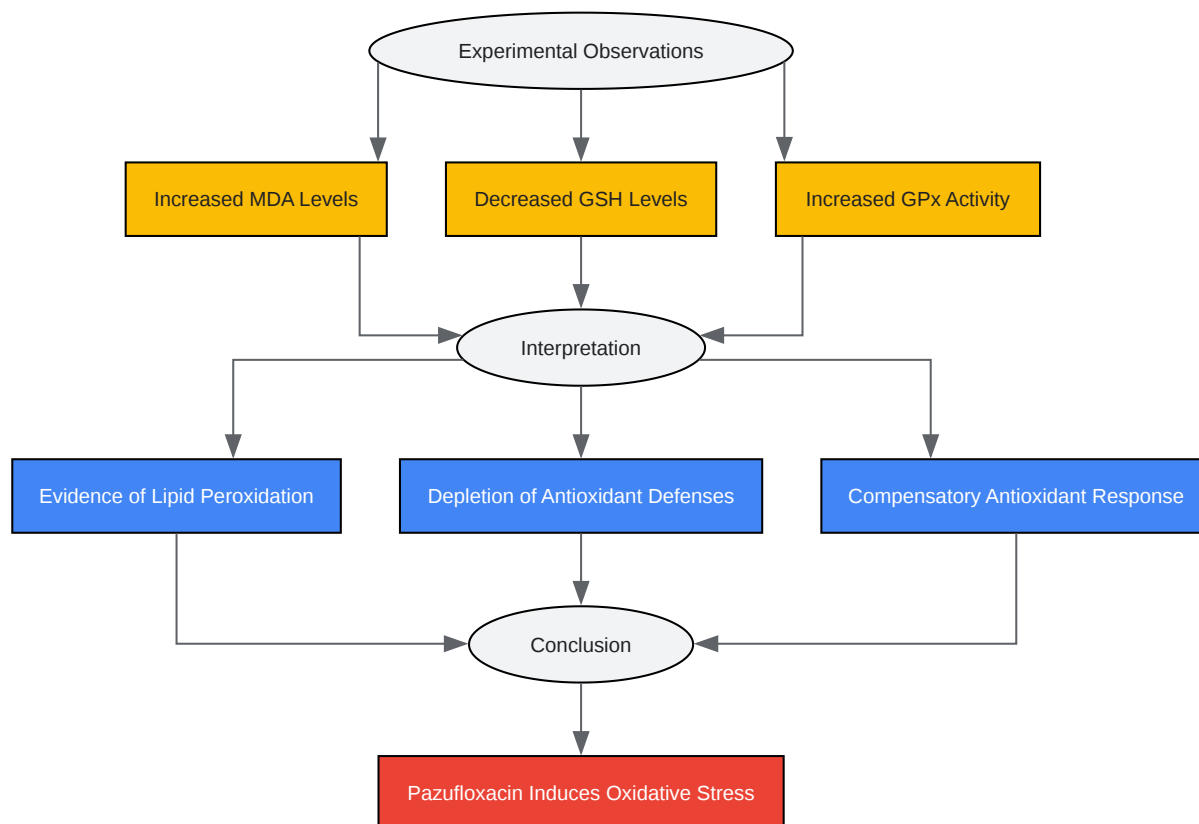 Experimental Observations
Increased MDA Levels
Decreased GSH Levels
Increased GPx Activity
Interpretation
Evidence of Lipid Peroxidation
Depletion of Antioxidant Defenses
Compensatory Antioxidant Response
Conclusion
Pazufloxacin Induces Oxidative Stress